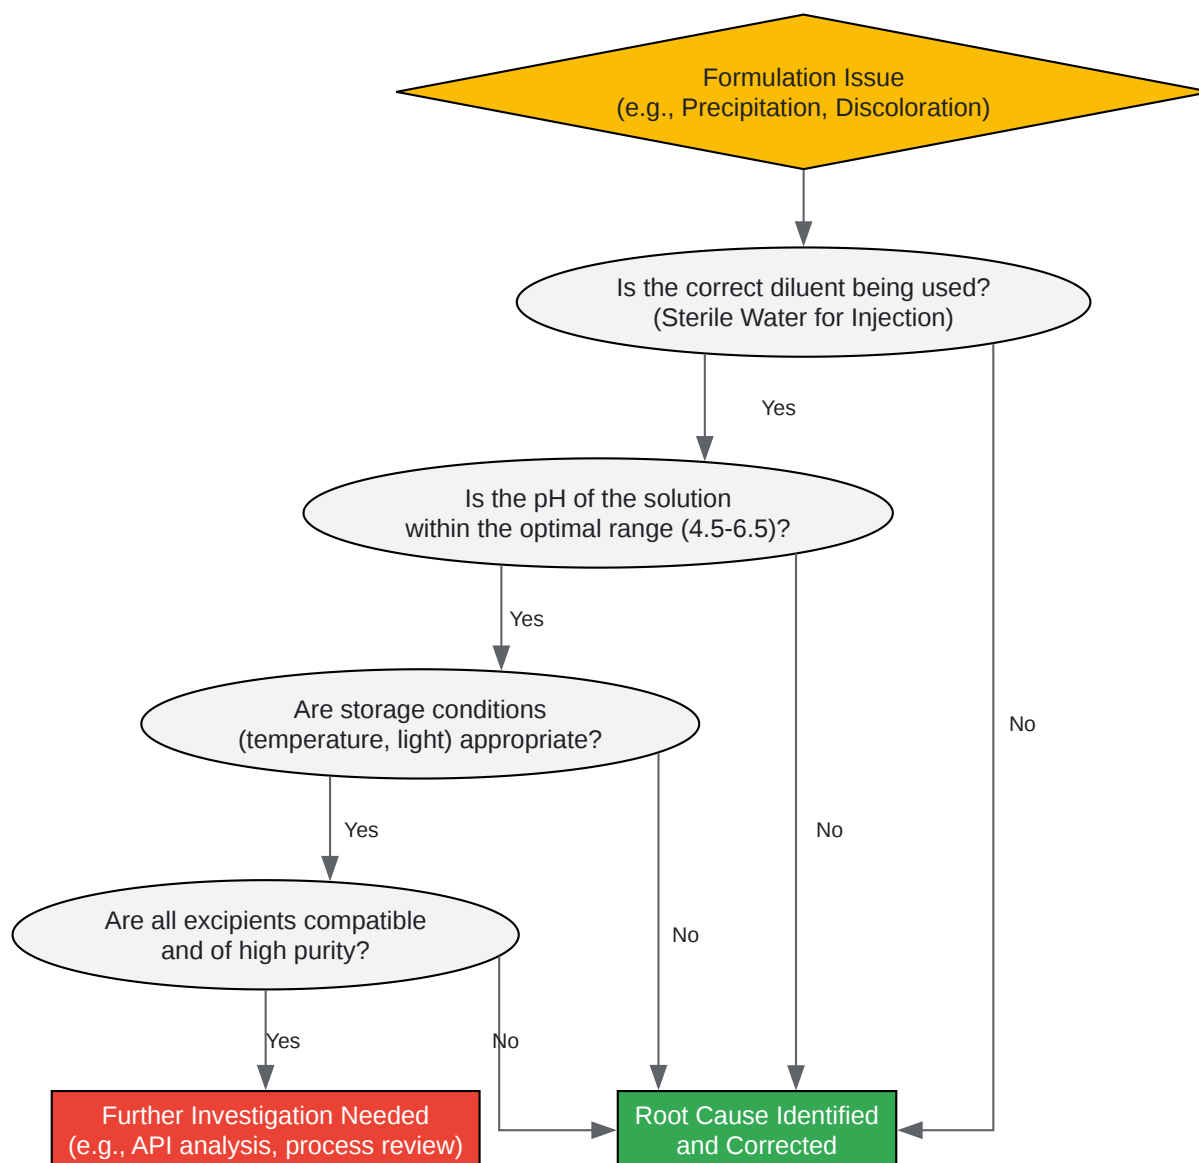 Formulation Issue
(e.g., Precipitation, Discoloration)
Is the correct diluent being used?
(Sterile Water for Injection)
Yes
Is the pH of the solution
within the optimal range (4.5-6.5)?
Yes
Are storage conditions
(temperature, light) appropriate?
No
Yes
No
Are all excipients compatible
and of high purity?
No
Yes
No
Further Investigation Needed
(e.g., API analysis, process review)
Root Cause Identified
and Corrected